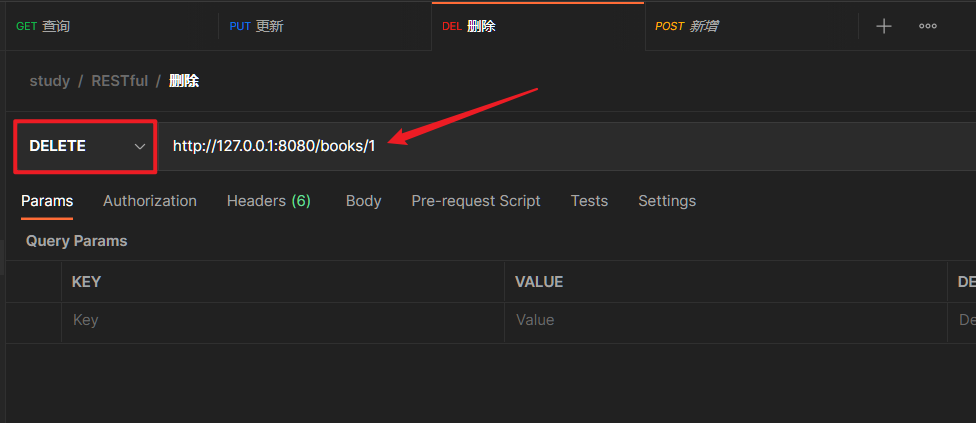 GET 查询 PUT 更新 DEL 删除 POST 新增
study / RESTful / 删除
DELETE http://127.0.0.1:8080/books/1
Params Authorization Headers (6) Body Pre-request Script Tests Settings
Query Params
KEY VALUE DE
Key Value De